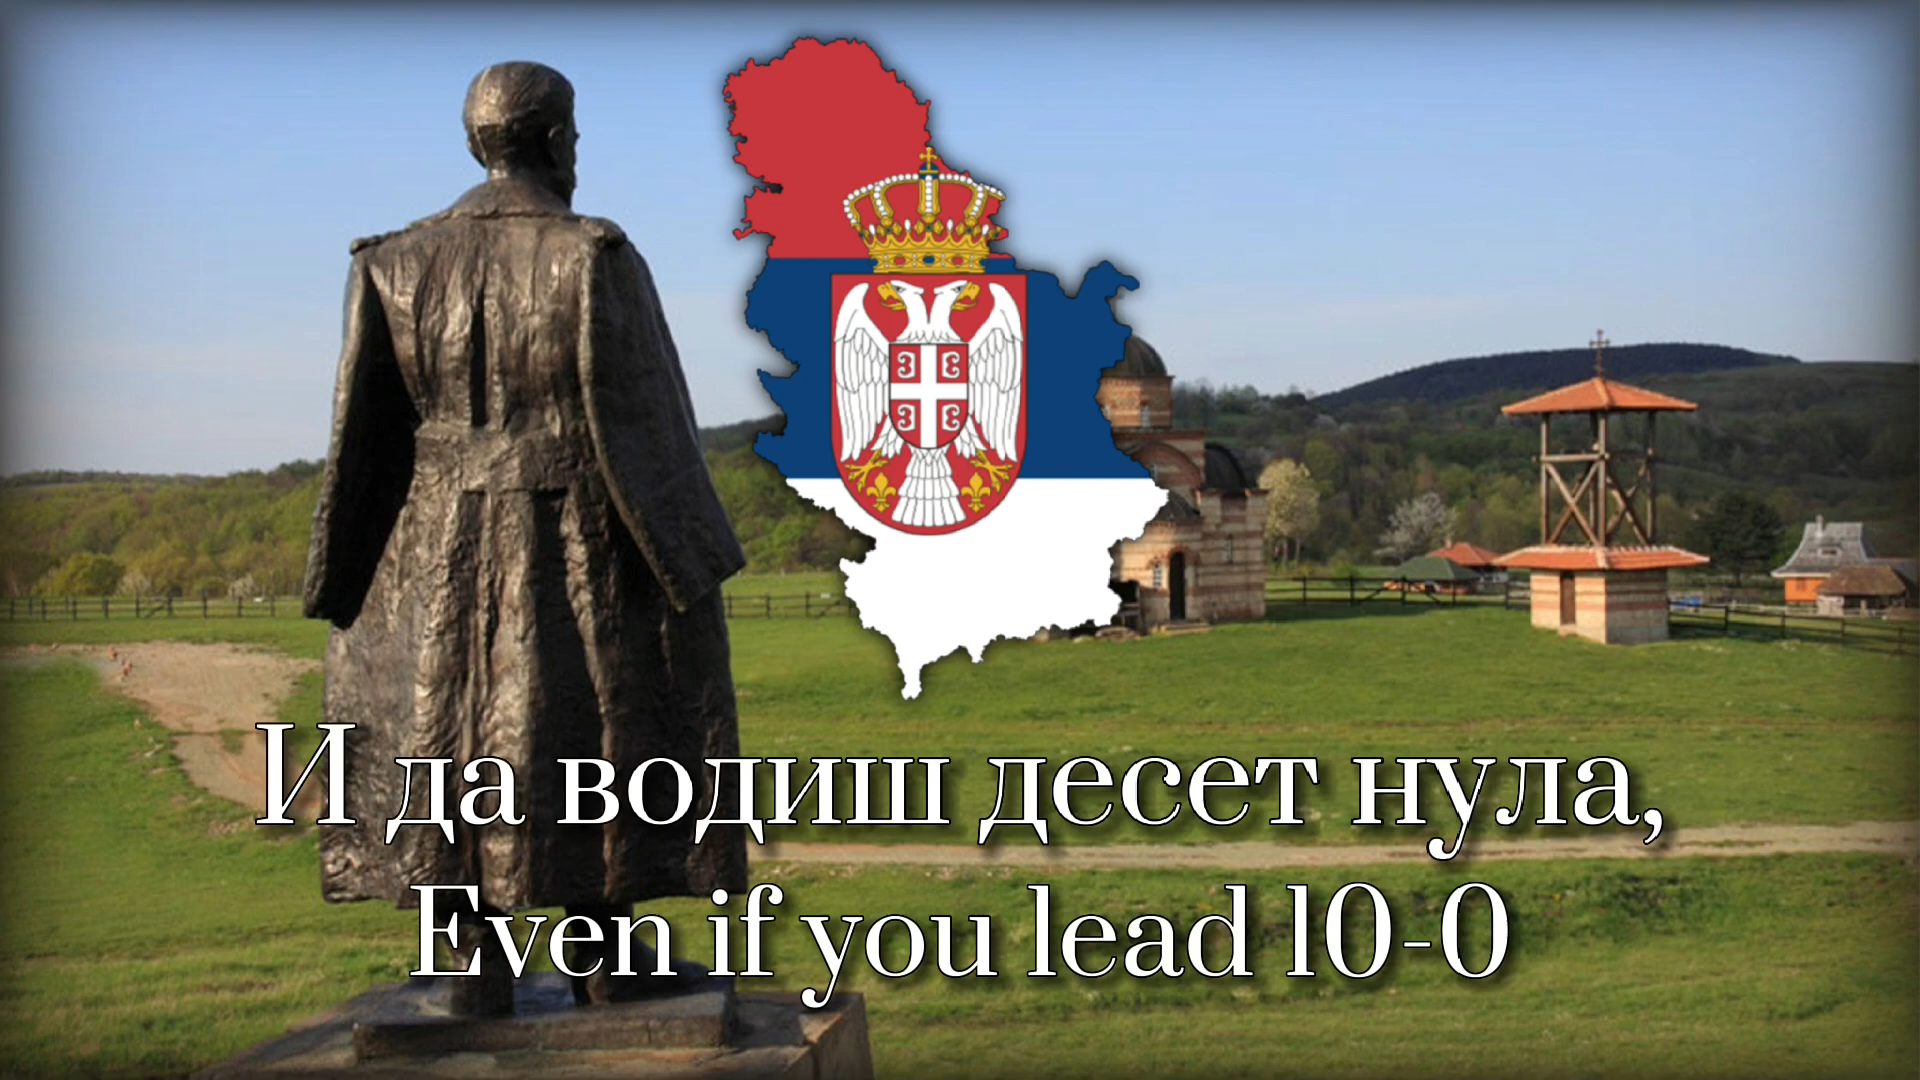 И да водиш десет нула,
Even if you lead 10-0